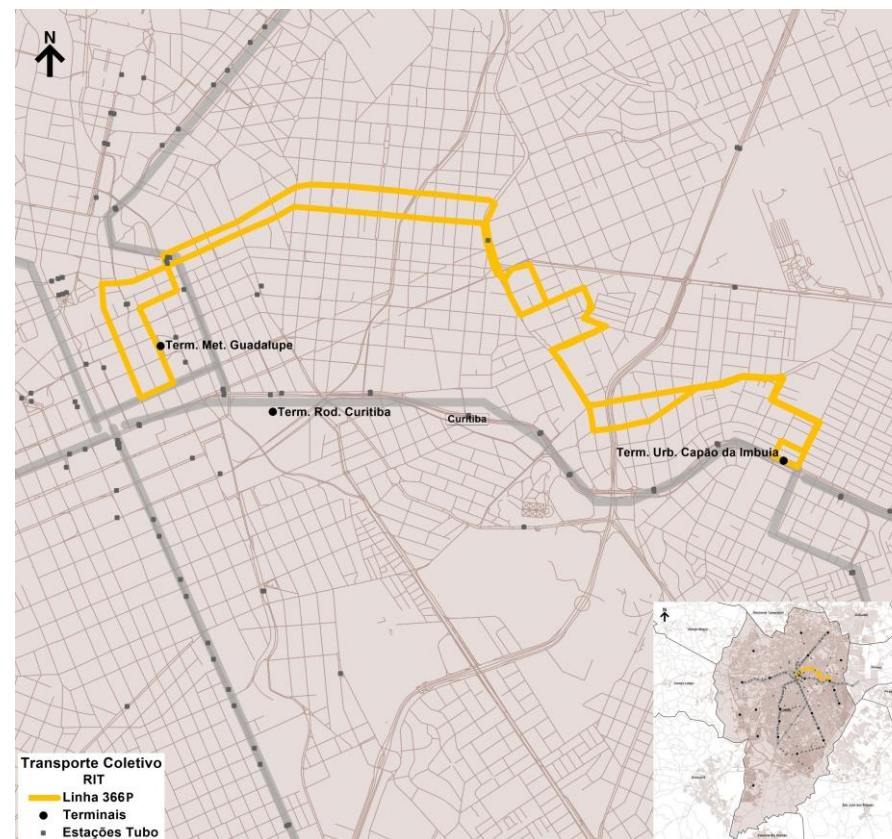 N
Term. Met. Guadalupe
Term. Rod. Curitiba
Curitiba
Term. Urb. Capão da Imbuia
N
Transporte Coletivo
RIT
Linha 366P
Terminais
Estações Tubo